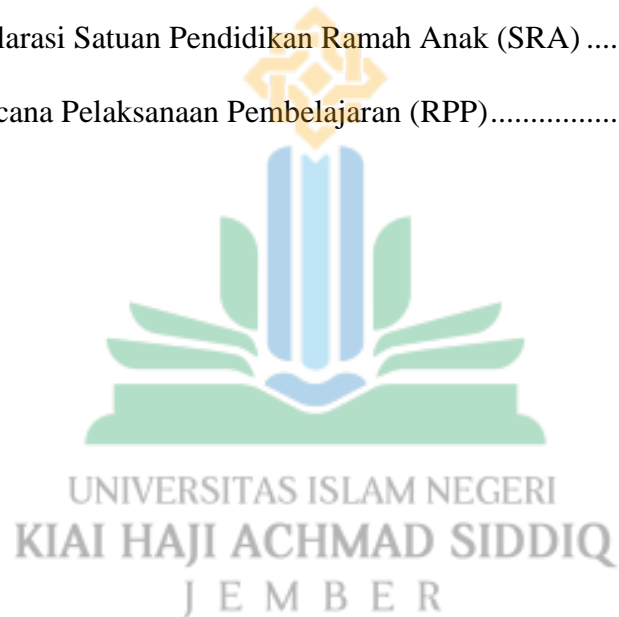 larasi Satuan Pendidikan Ramah Anak (SRA) ....
cana Pelaksanaan Pembelajaran (RPP)...............
UNIVERSITAS ISLAM NEGERI
KIAI HAJI ACHMAD SIDDIQ
J E M B E R